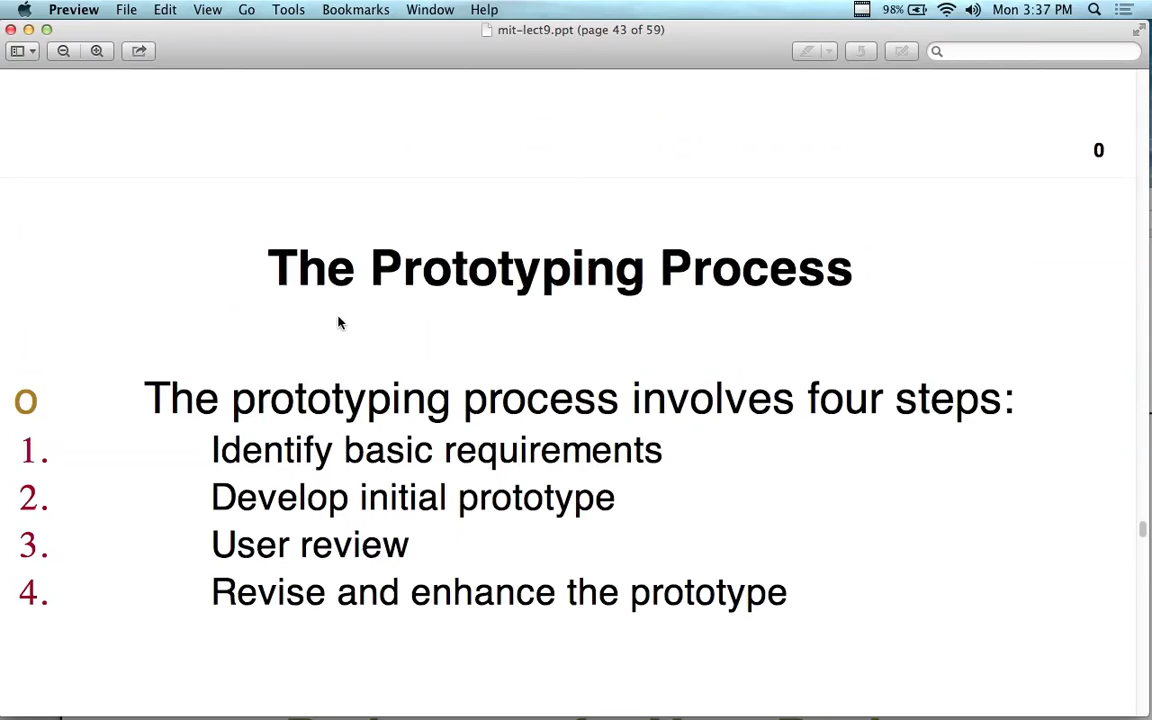 Preview File Edit View Go Tools Bookmarks Window Help 98% Mon 3:37 PM
mit-lect9.ppt (page 43 of 59)
0
The Prototyping Process
o The prototyping process involves four steps:
1. Identify basic requirements
2. Develop initial prototype
3. User review
4. Revise and enhance the prototype